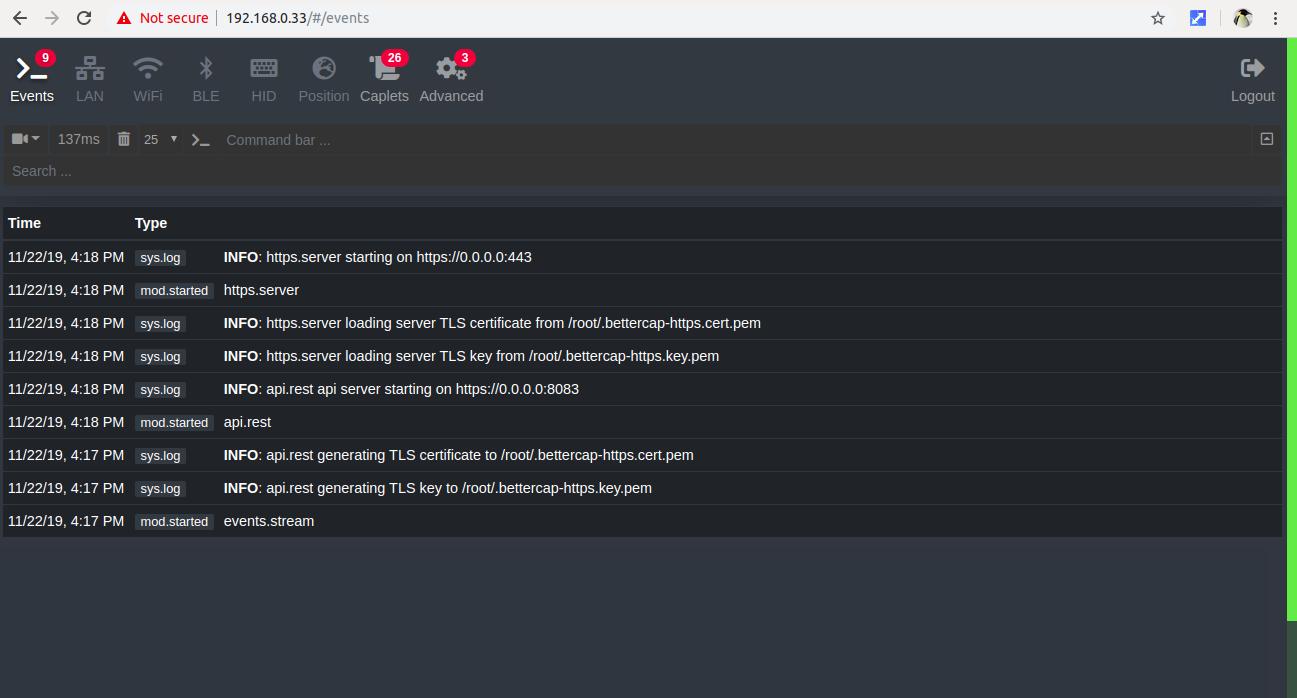 Not secure 192.168.0.33/#/events
9 26 3
Events LAN WiFi BLE HID Position Caplets Advanced Logout
137ms 25 Command bar ...
Search ...
Time Type
11/22/19, 4:18 PM sys.log INFO: https.server starting on https://0.0.0.0:443
11/22/19, 4:18 PM mod.started https.server
11/22/19, 4:18 PM sys.log INFO: https.server loading server TLS certificate from /root/.bettercap-https.cert.pem
11/22/19, 4:18 PM sys.log INFO: https.server loading server TLS key from /root/.bettercap-https.key.pem
11/22/19, 4:18 PM sys.log INFO: api.rest api server starting on https://0.0.0.0:8083
11/22/19, 4:18 PM mod.started api.rest
11/22/19, 4:17 PM sys.log INFO: api.rest generating TLS certificate to /root/.bettercap-https.cert.pem
11/22/19, 4:17 PM sys.log INFO: api.rest generating TLS key to /root/.bettercap-https.key.pem
11/22/19, 4:17 PM mod.started events.stream